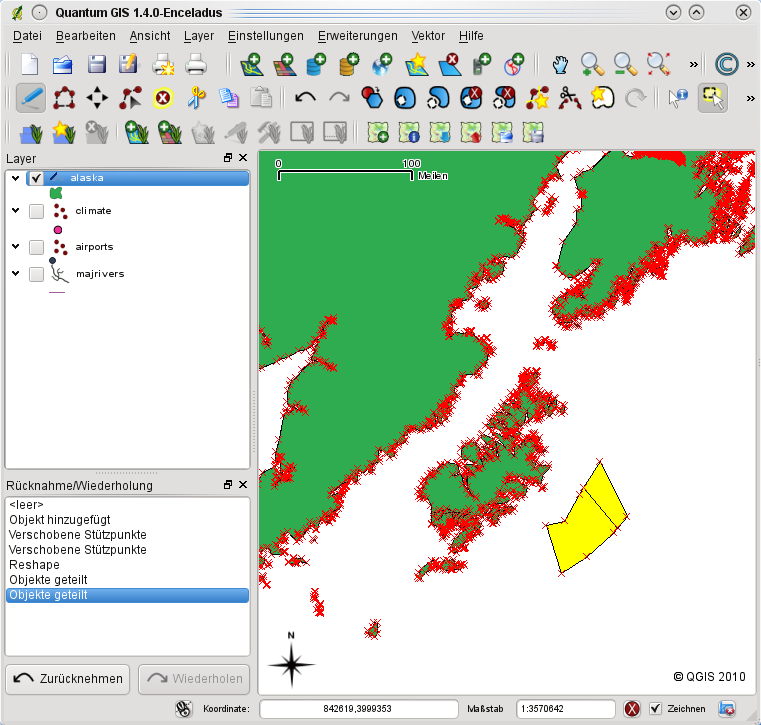 Quantum GIS 1.4.0-Enceladus
Datei Bearbeiten Ansicht Layer Einstellungen Erweiterungen Vektor Hilfe
Layer
alaska
climate
airports
majrivers
Rücknahme/Wiederholung
<leer>
Objekt hinzugefügt
Verschobene Stützpunkte
Verschobene Stützpunkte
Reshape
Objekte geteilt
Objekte geteilt
Zurücknehmen Wiederholen
0 100
Meilen
N
© QGIS 2010
Koordinate: 842619,3999353 Maßstab 1:3570642 Zeichnen